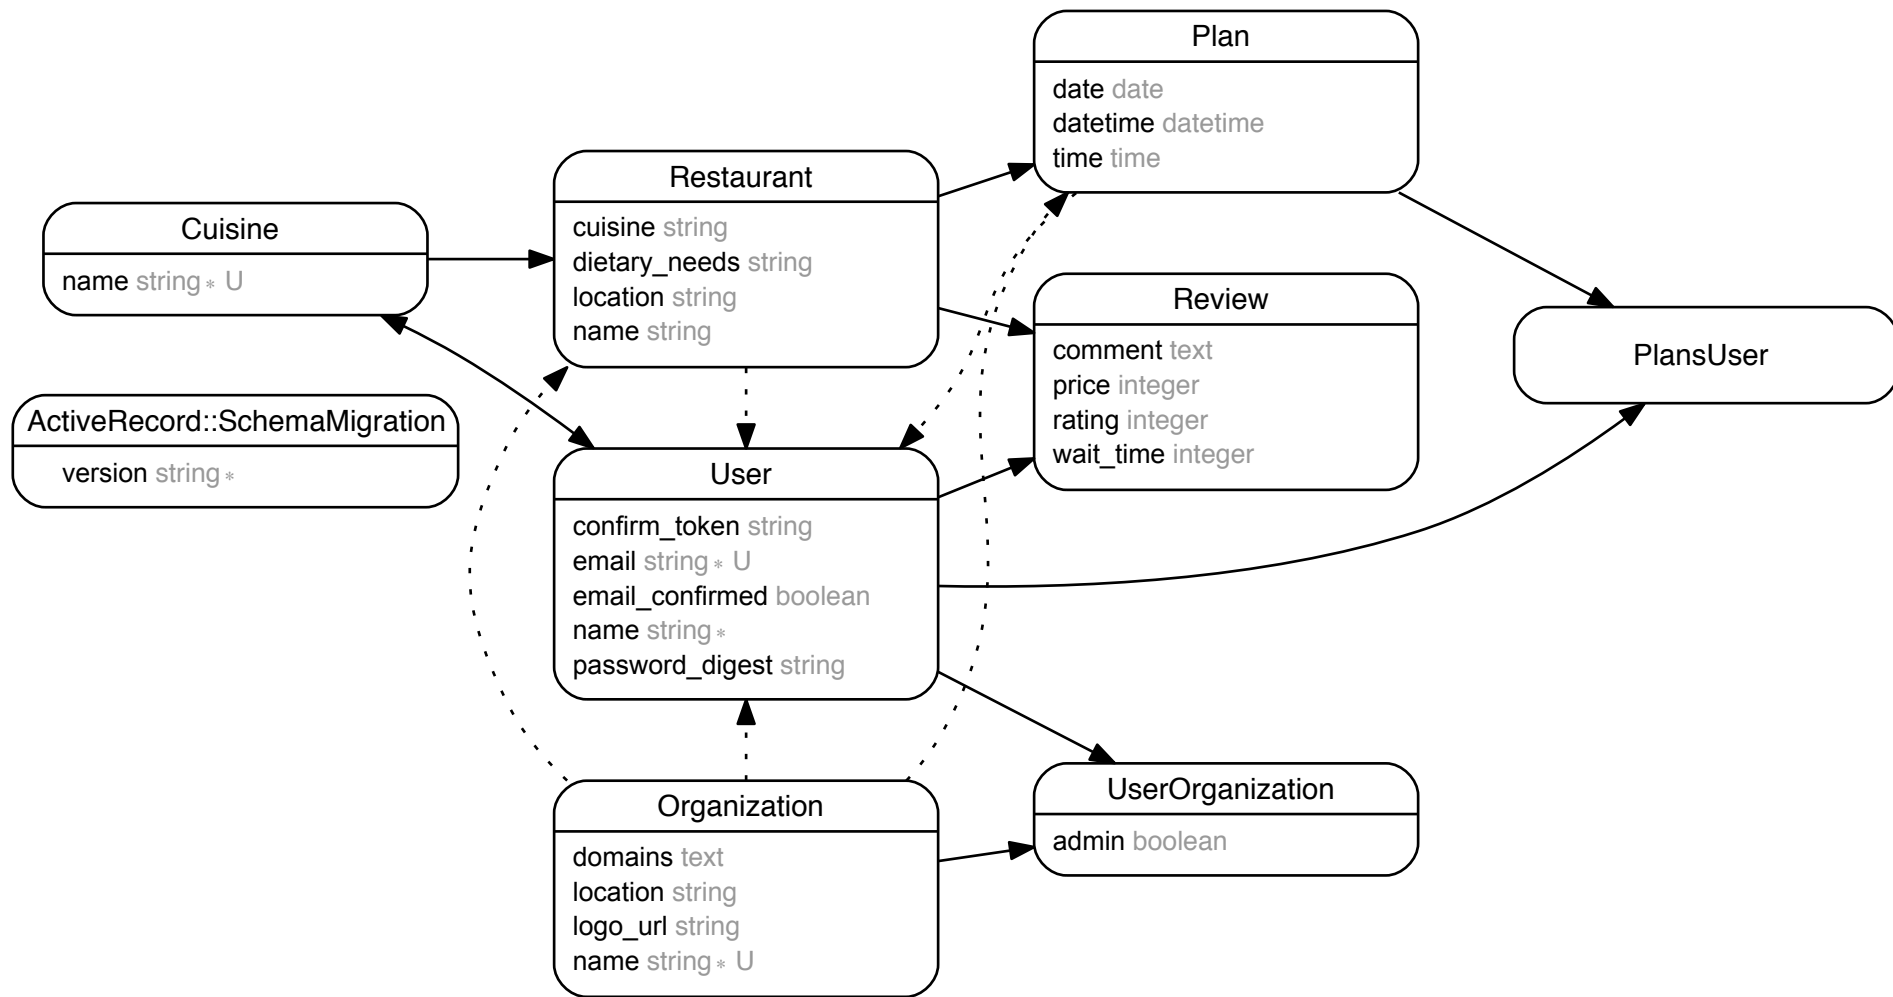 Plan
date date
datetime datetime
time time
Restaurant
cuisine string
dietary_needs string
location string
name string
Cuisine
name string* U
Review
comment text
price integer
rating integer
wait_time integer
PlansUser
ActiveRecord::SchemaMigration
version string*
User
confirm_token string
email string* U
email_confirmed boolean
name string*
password_digest string
UserOrganization
admin boolean
Organization
domains text
location string
logo_url string
name string* U